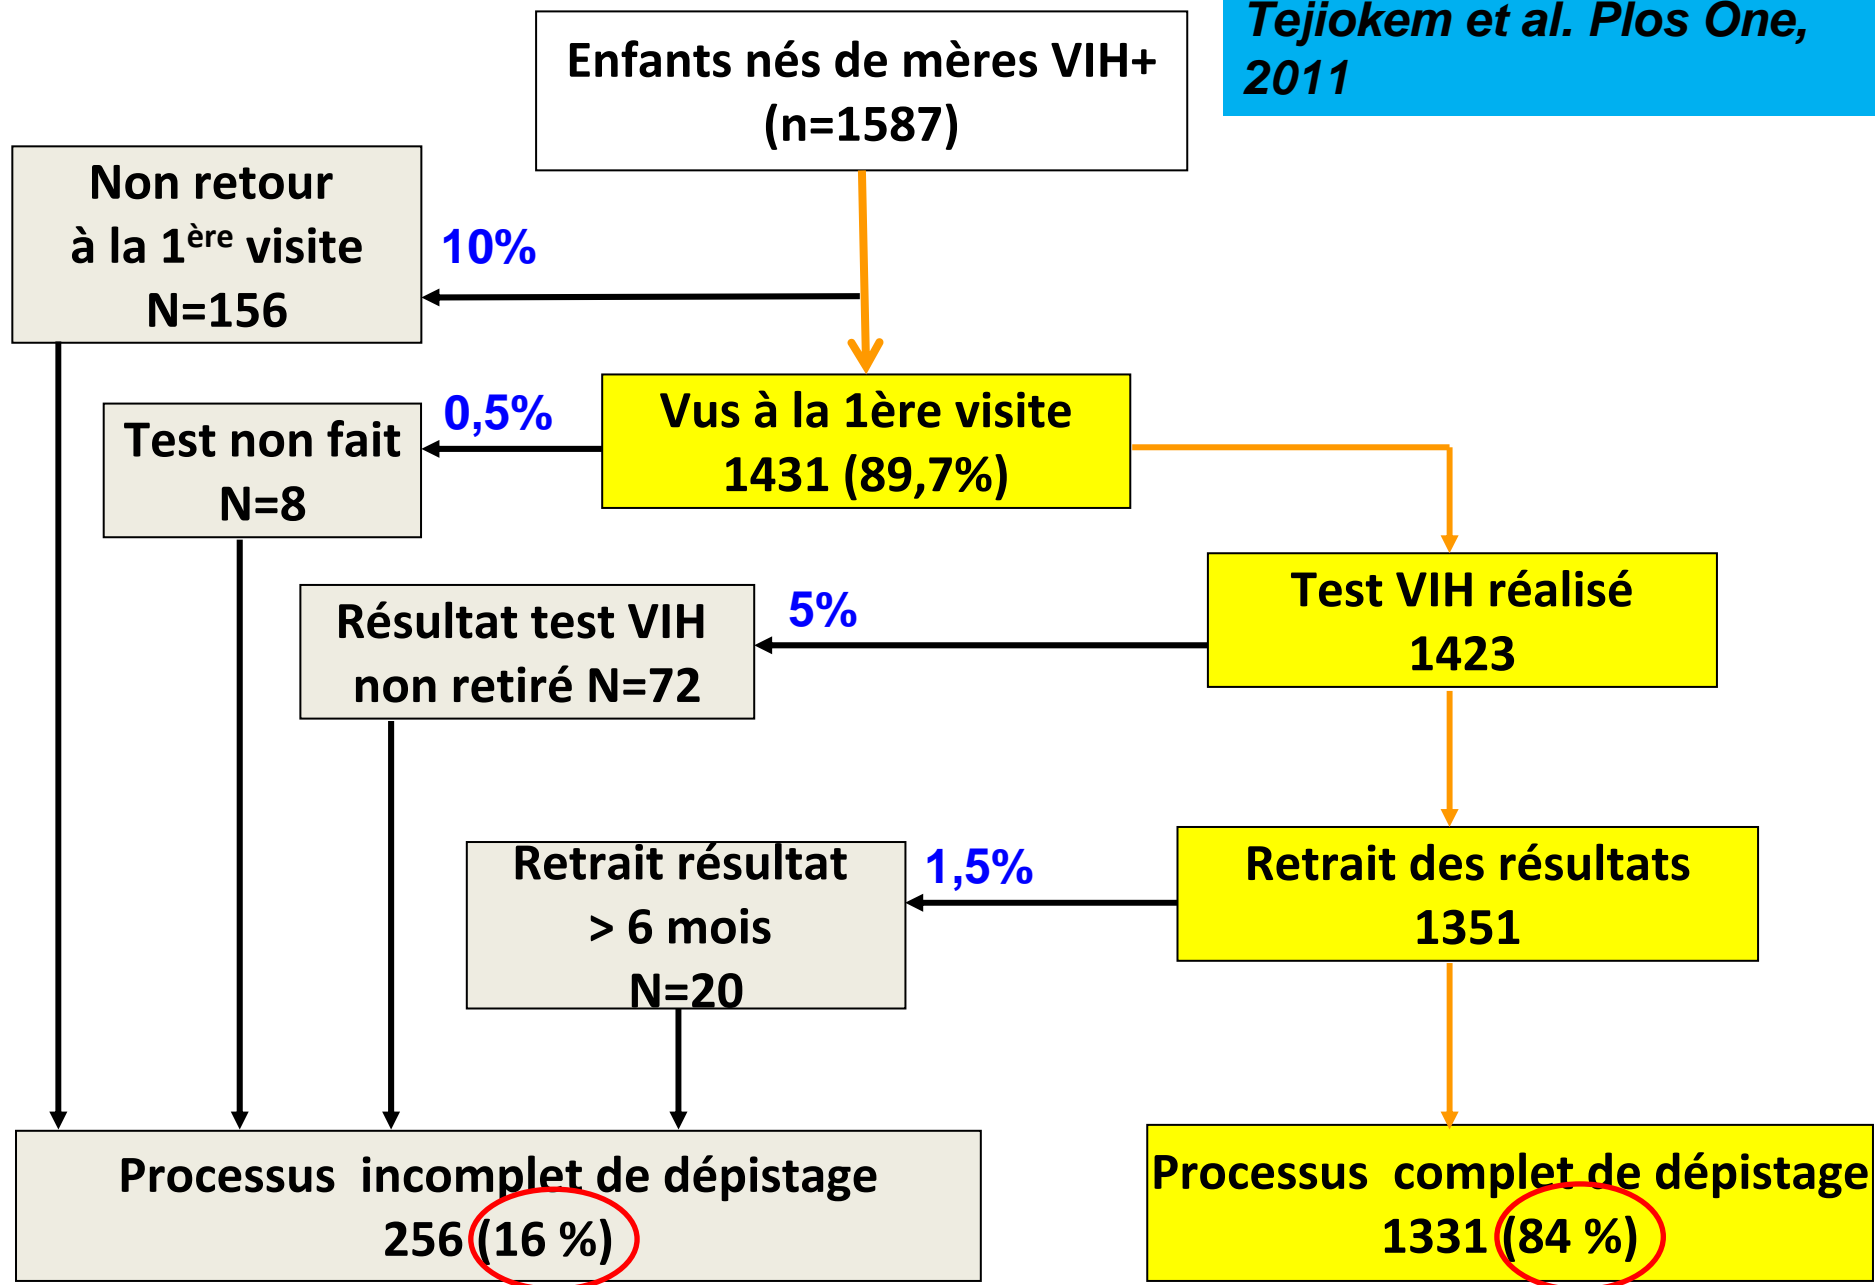 Tejiokem et al. Plos One,
2011
Enfants nés de mères VIH+
(n=1587)
Non retour
à la 1ère visite
N=156
10%
Vus à la 1ère visite
1431 (89,7%)
0,5%
Test non fait
N=8
Test VIH réalisé
1423
5%
Résultat test VIH
non retiré N=72
Retrait des résultats
1351
1,5%
Retrait résultat
> 6 mois
N=20
Processus incomplet de dépistage
256 (16 %)
Processus complet de dépistage
1331 (84 %)